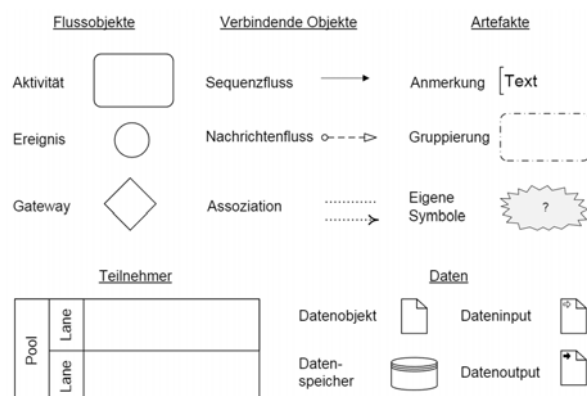 Flussobjekte
Verbindende Objekte
Artefakte
Aktivität
Sequenzfluss
Anmerkung
Text
Ereignis
Nachrichtenfluss
Gruppierung
Gateway
Assoziation
Eigene
Symbole
?
Teilnehmer
Daten
Pool
Lane
Lane
Datenobjekt
Dateninput
Daten-
speicher
Datenoutput